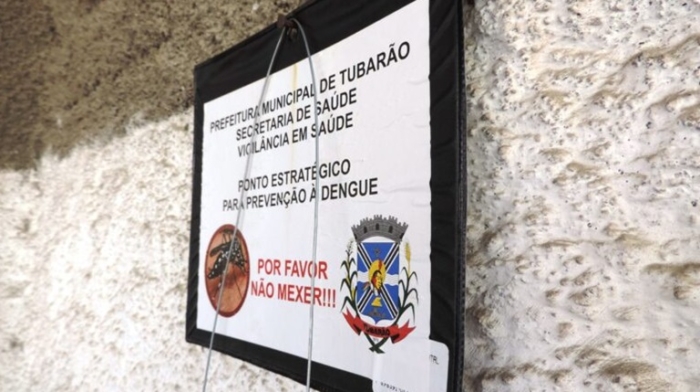 PREFEITURA MUNICIPAL DE TUBARÃO
SECRETARIA DE SAÚDE
VIGILÂNCIA EM SAÚDE
PONTO ESTRATÉGICO
PARA PREVENÇÃO À DENGUE
POR FAVOR
NÃO MEXER!!!